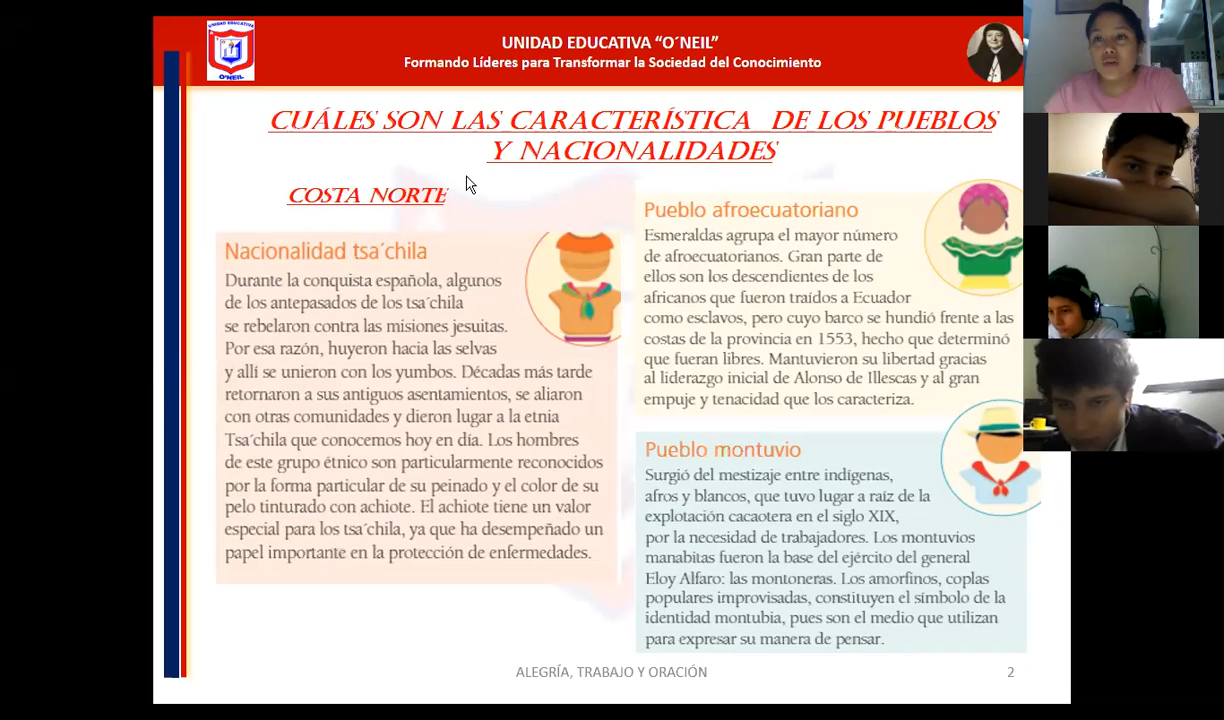 UNIDAD EDUCATIVA
O´NEIL
UNIDAD EDUCATIVA “O´NEIL”
Formando Líderes para Transformar la Sociedad del Conocimiento
CUÁLES SON LAS CARACTERÍSTICA DE LOS PUEBLOS
Y NACIONALIDADES
COSTA NORTE
Nacionalidad tsa´chila
Durante la conquista española, algunos
de los antepasados de los tsa´chila
se rebelaron contra las misiones jesuitas.
Por esa razón, huyeron hacia las selvas
y allí se unieron con los yumbos. Décadas más tarde
retornaron a sus antiguos asentamientos, se aliaron
con otras comunidades y dieron lugar a la etnia
Tsa´chila que conocemos hoy en día. Los hombres
de este grupo étnico son particularmente reconocidos
por la forma particular de su peinado y el color de su
pelo tinturado con achiote. El achiote tiene un valor
especial para los tsa´chila, ya que ha desempeñado un
papel importante en la protección de enfermedades.
Pueblo afroecuatoriano
Esmeraldas agrupa el mayor número
de afroecuatorianos. Gran parte de
ellos son los descendientes de los
africanos que fueron traídos a Ecuador
como esclavos, pero cuyo barco se hundió frente a las
costas de la provincia en 1553, hecho que determinó
que fueran libres. Mantuvieron su libertad gracias
al liderazgo inicial de Alonso de Illescas y al gran
empuje y tenacidad que los caracteriza.
Pueblo montuvio
Surgió del mestizaje entre indígenas,
afros y blancos, que tuvo lugar a raíz de la
explotación cacaotera en el siglo XIX,
por la necesidad de trabajadores. Los montuvios
manabitas fueron la base del ejército del general
Eloy Alfaro: las montoneras. Los amorfinos, coplas
populares improvisadas, constituyen el símbolo de la
identidad montubia, pues son el medio que utilizan
para expresar su manera de pensar.
ALEGRÍA, TRABAJO Y ORACIÓN
2